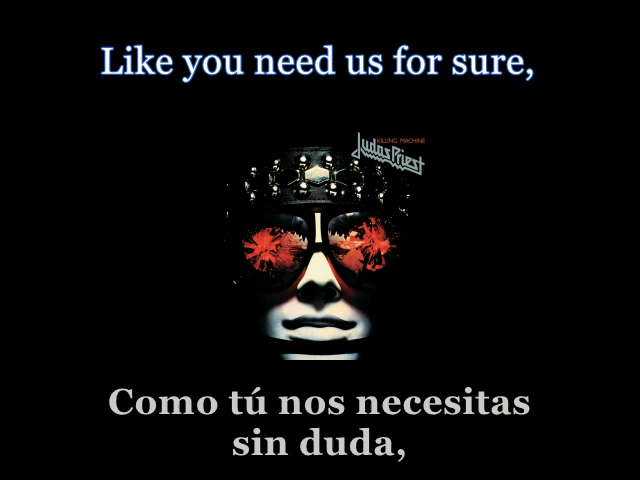 Like you need us for sure,
KILLING MACHINE
Judas Priest
Como tú nos necesitas
sin duda,